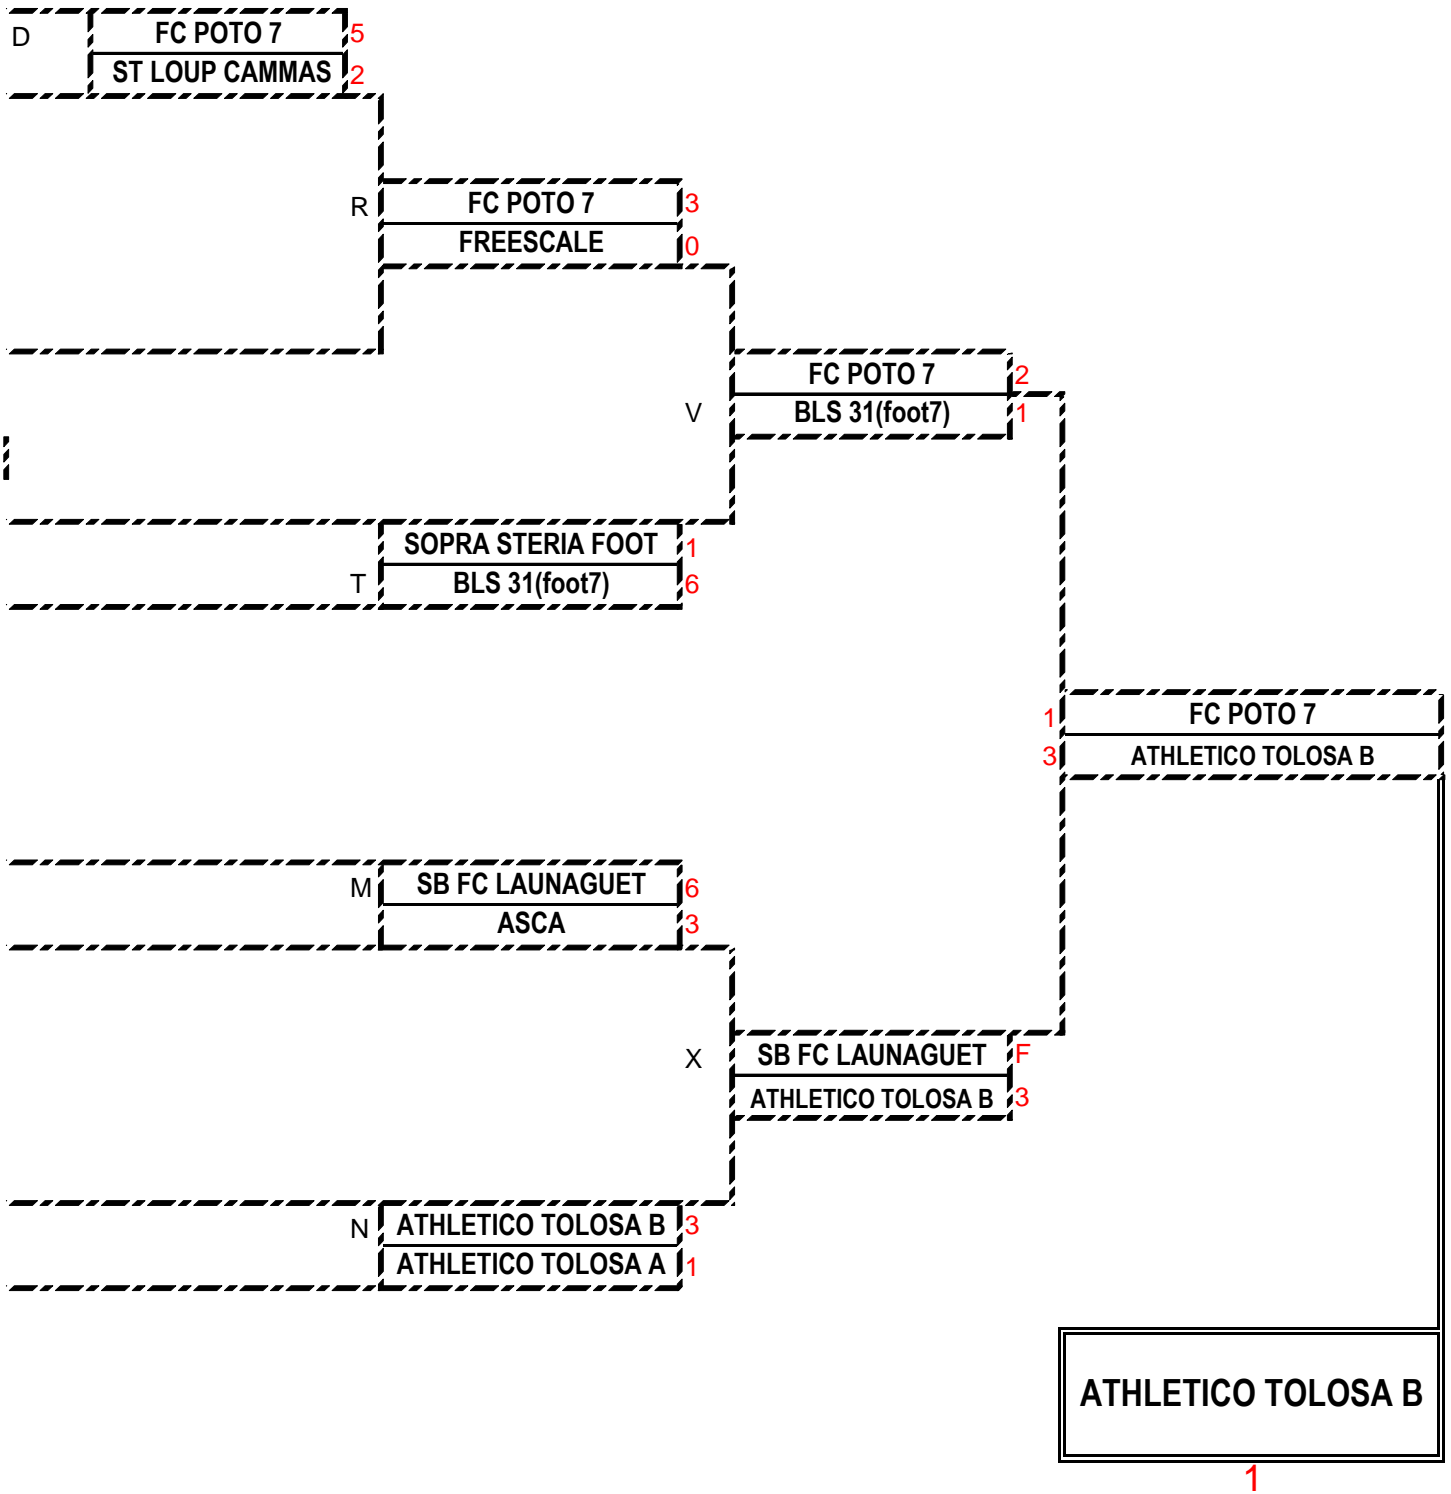 D FC POTO 7 5
ST LOUP CAMMAS 2
R FC POTO 7 3
FREESCALE 0
FC POTO 7 2
V BLS 31(foot7) 1
SOPRA STERIA FOOT 1
T BLS 31(foot7) 6
1 FC POTO 7
3 ATHLETICO TOLOSA B
M SB FC LAUNAGUET 6
ASCA 3
X SB FC LAUNAGUET F
ATHLETICO TOLOSA B 3
N ATHLETICO TOLOSA B 3
ATHLETICO TOLOSA A 1
ATHLETICO TOLOSA B
1